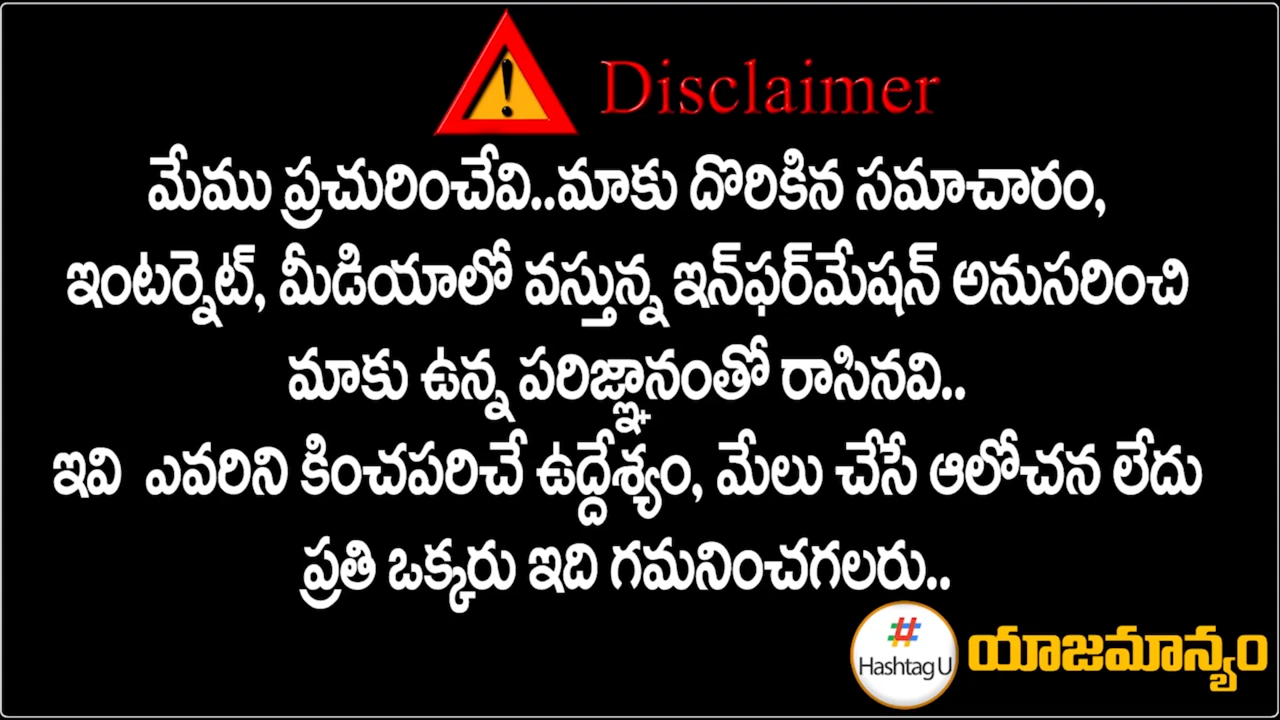 Disclaimer
మేము ప్రచురించేవి..మాకు దొరికిన సమాచారం,
ఇంటర్నెట్, మీడియాలో వస్తున్న ఇన్‌ఫర్‌మేషన్ అనుసరించి
మాకు ఉన్న పరిజ్ఞానంతో రాసినవి..
ఇవి ఎవరిని కించపరిచే ఉద్దేశ్యం, మేలు చేసే ఆలోచన లేదు
ప్రతి ఒక్కరు ఇది గమనించగలరు..
# Hashtag U యాజమాన్యం